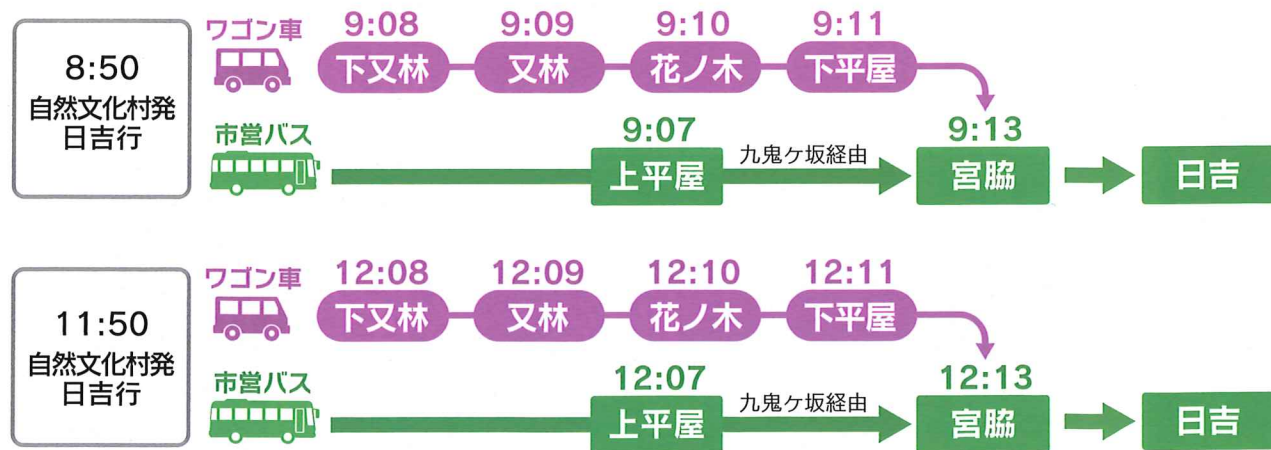 8:50
自然文化村発
日吉行
ワゴン車
9:08 9:09 9:10 9:11
下又林 又林 花ノ木 下平屋
市営バス
9:07 9:13
上平屋 九鬼ケ坂経由 宮脇 日吉
11:50
自然文化村発
日吉行
ワゴン車
12:08 12:09 12:10 12:11
下又林 又林 花ノ木 下平屋
市営バス
12:07 12:13
上平屋 九鬼ケ坂経由 宮脇 日吉